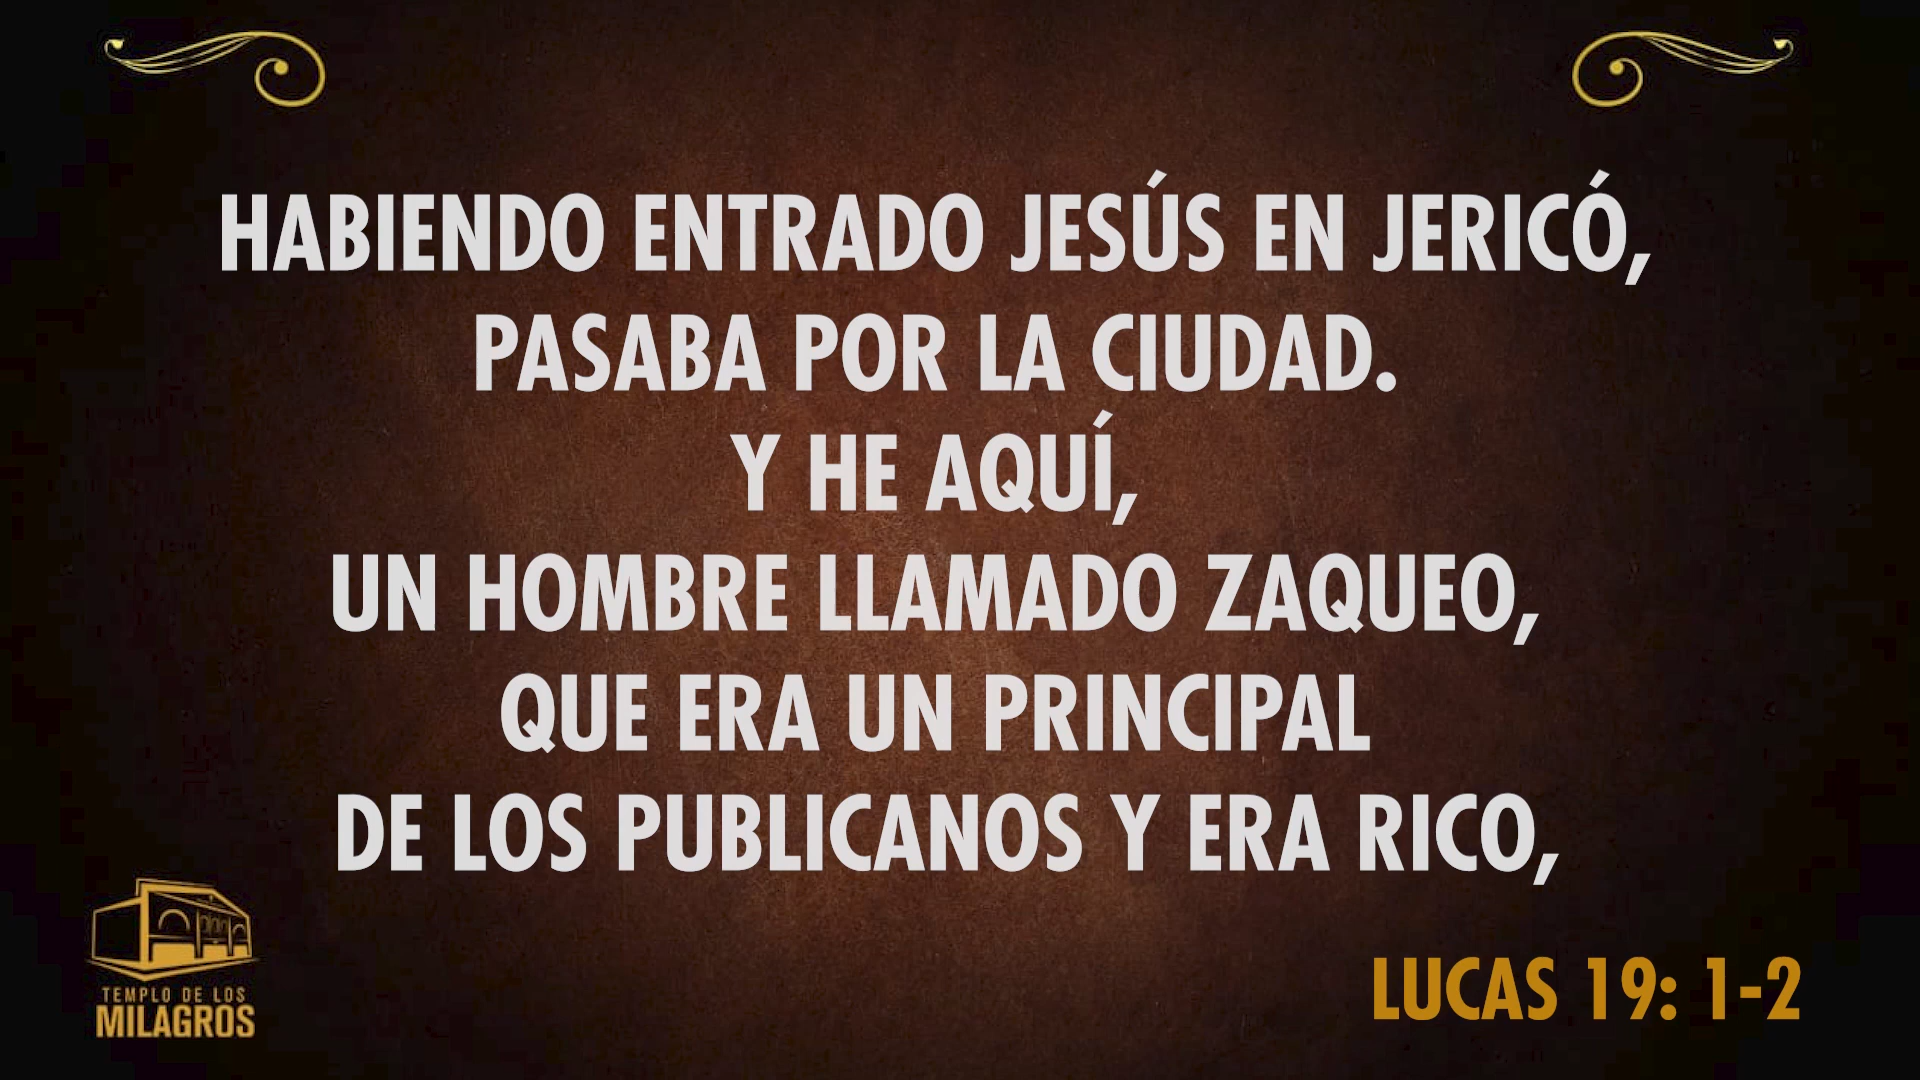 HABIENDO ENTRADO JESÚS EN JERICÓ,
PASABA POR LA CIUDAD.
Y HE AQUÍ,
UN HOMBRE LLAMADO ZAQUEO,
QUE ERA UN PRINCIPAL
DE LOS PUBLICANOS Y ERA RICO,
LUCAS 19: 1-2
TEMPLO DE LOS
MILAGROS